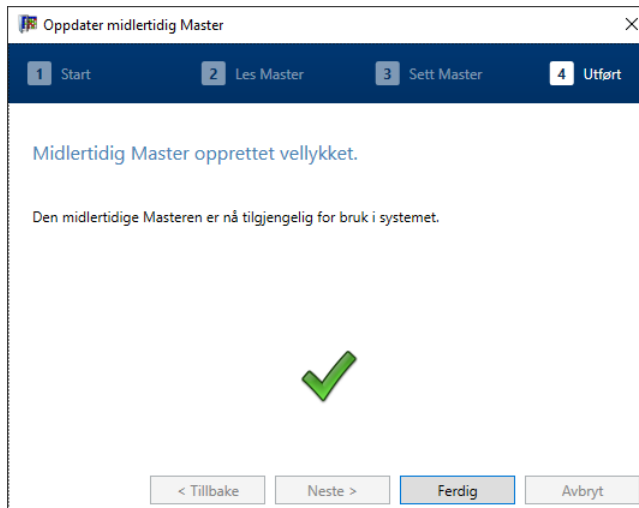 Oppdater midlertidig Master
1 Start 2 Les Master 3 Sett Master 4 Utført
Midlertidig Master opprettet vellykket.
Den midlertidige Masteren er nå tilgjengelig for bruk i systemet.
< Tillbake Neste > Ferdig Avbryt